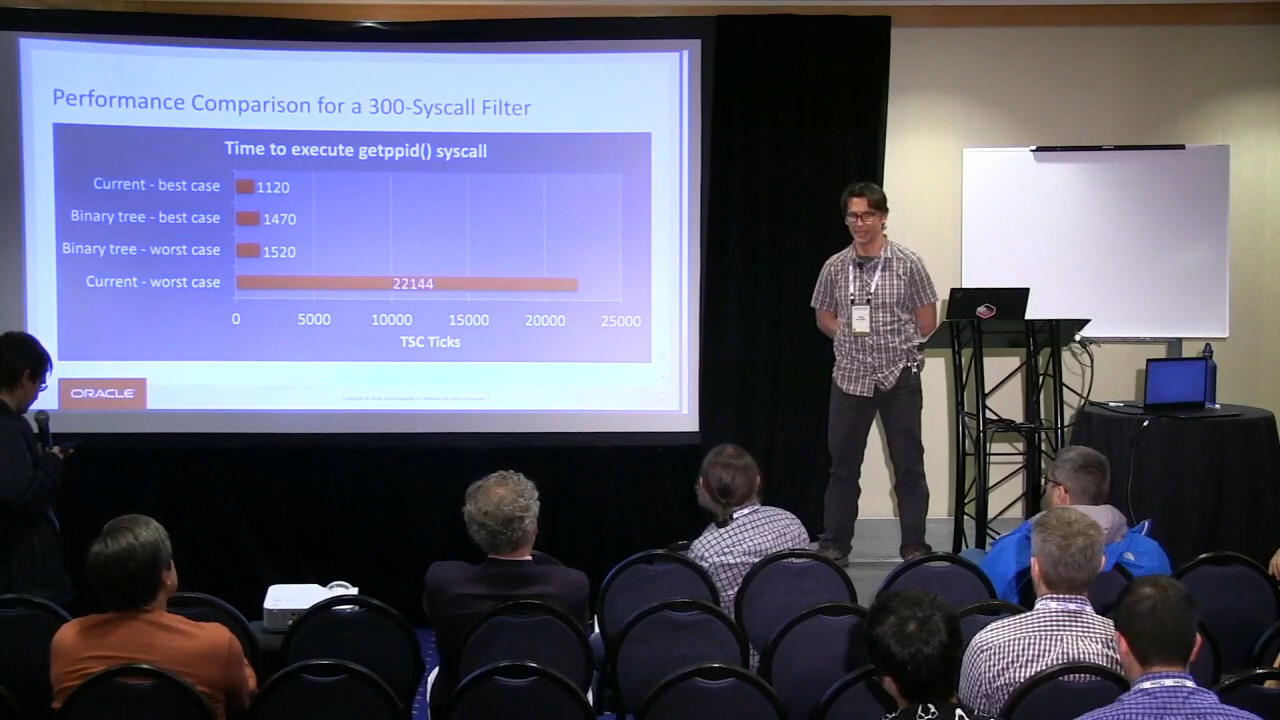 Performance Comparison for a 300-Syscall Filter
Time to execute getppid() syscall
Current - best case 1120
Binary tree - best case 1470
Binary tree - worst case 1520
Current - worst case 22144
0 5000 10000 15000 20000 25000
TSC Ticks
ORACLE